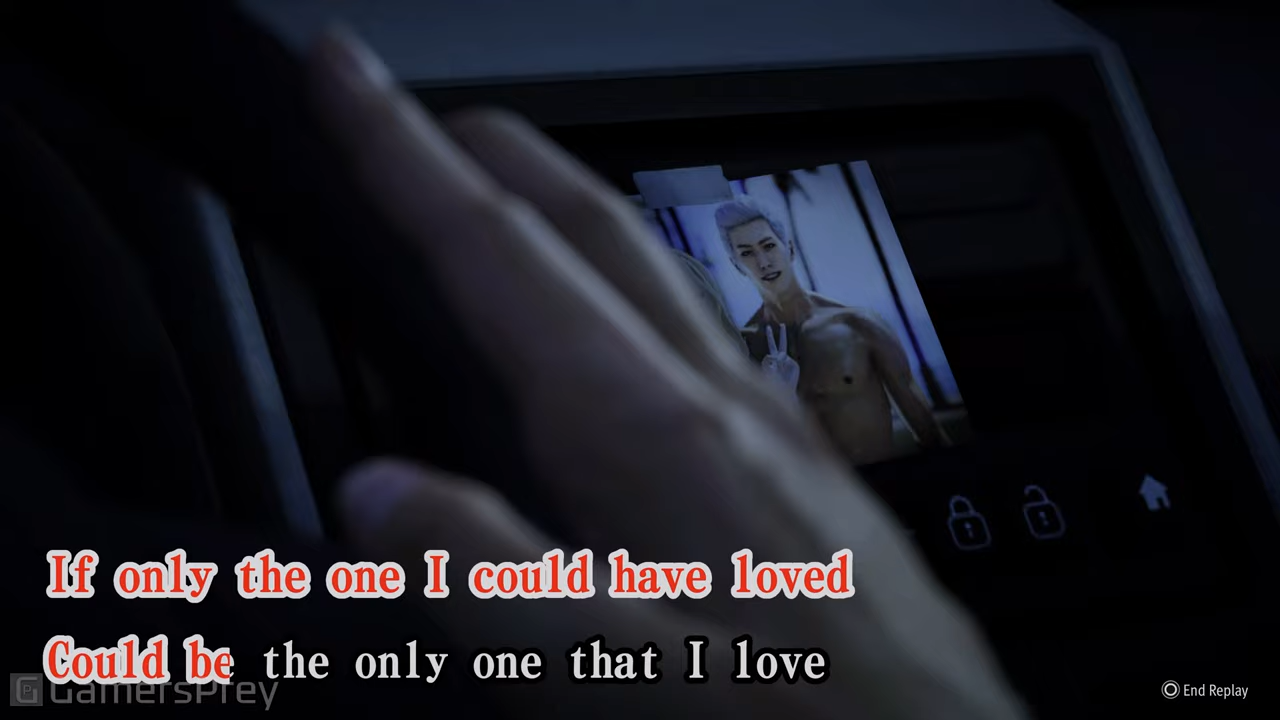 If only the one I could have loved
Could be the only one that I love
GamersPrey
End Replay